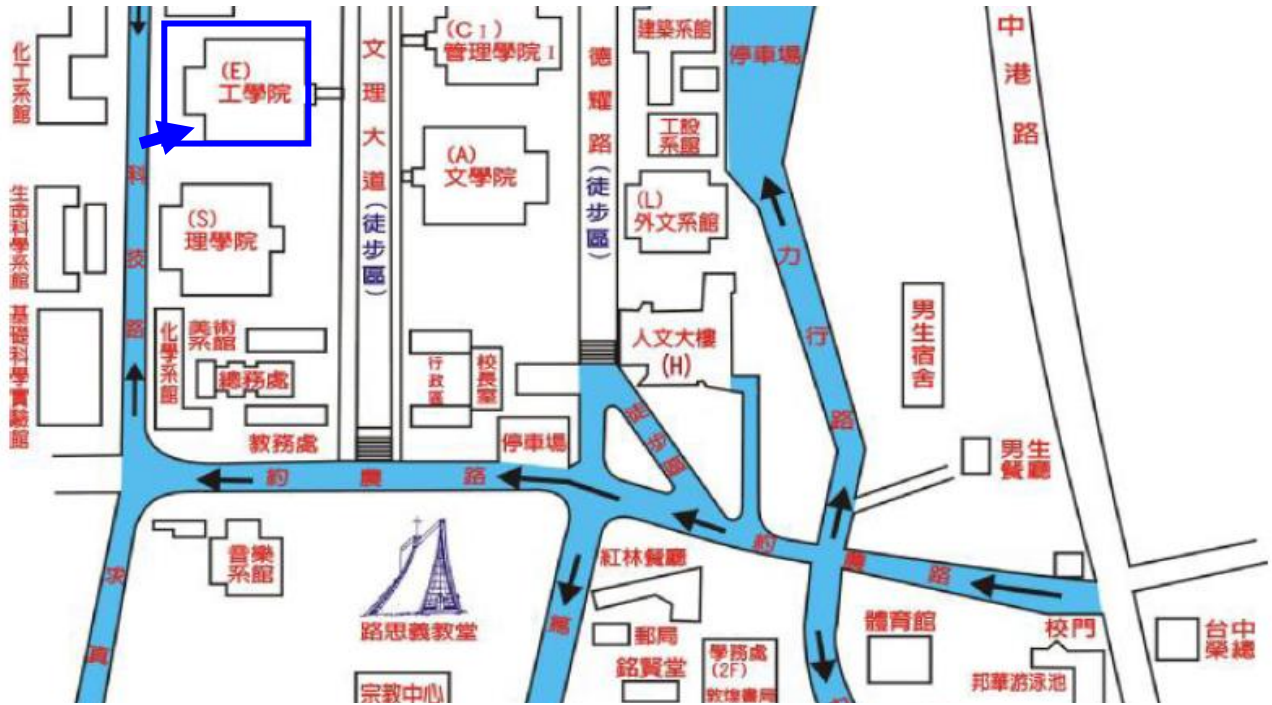 化工系館
(E)
工學院
文理大道(徒步區)
(C I)
管理學院 I
德耀路(徒步區)
建築系館
停車場
中港路
工設
系館
(A)
文學院
科技路
生命科學系館
(S)
理學院
(L)
外文系館
力行路
基礎科學實驗館
化學系館
美術
系館
總務處
教務處
行政區
校長室
停車場
人文大樓
(H)
徒步區
男生宿舍
男生
餐廳
約農路
約農路
求真
音樂
系館
路思義教堂
宗教中心
篤
紅林餐廳
郵局
銘賢堂
學務處
(2F)
敦煌書局
體育館
校門
邦華游泳池
台中
榮總